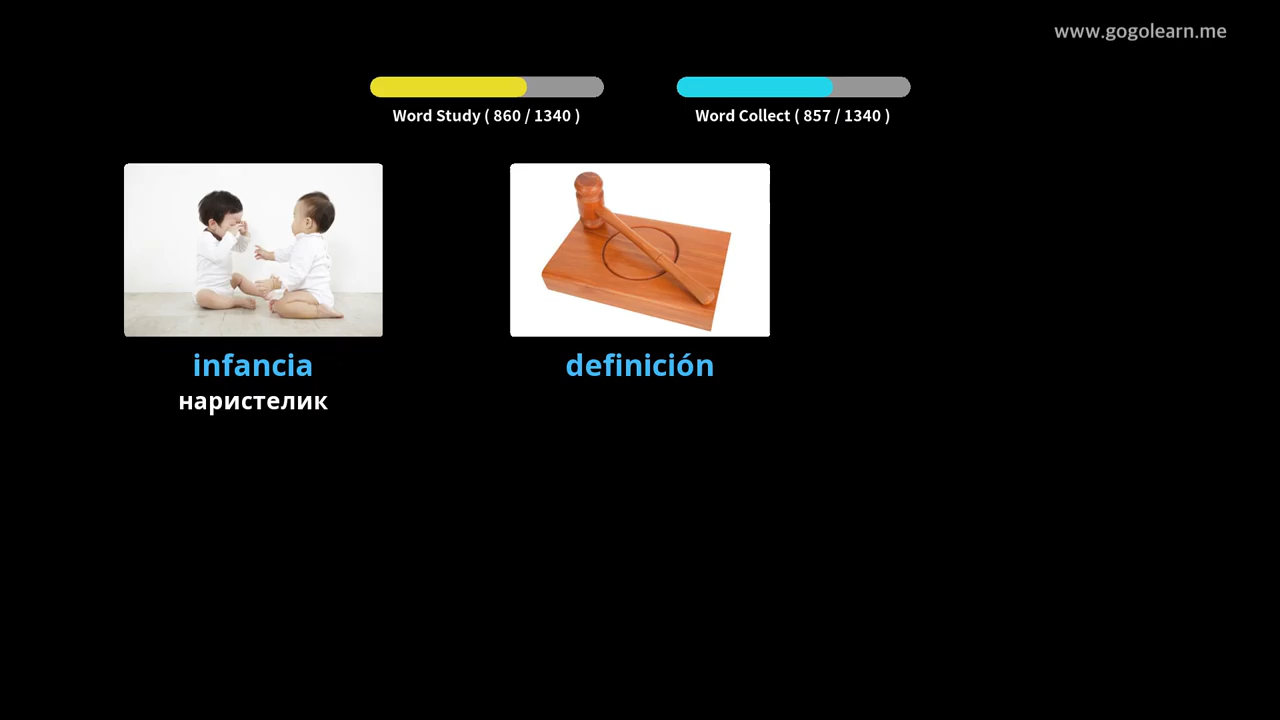 www.gogolearn.me
Word Study ( 860 / 1340 )
Word Collect ( 857 / 1340 )
infancia
наристелик
definición